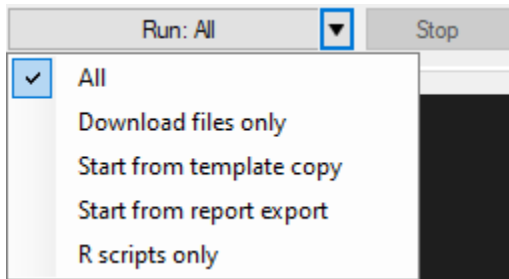 Run: All
Stop
All
Download files only
Start from template copy
Start from report export
R scripts only